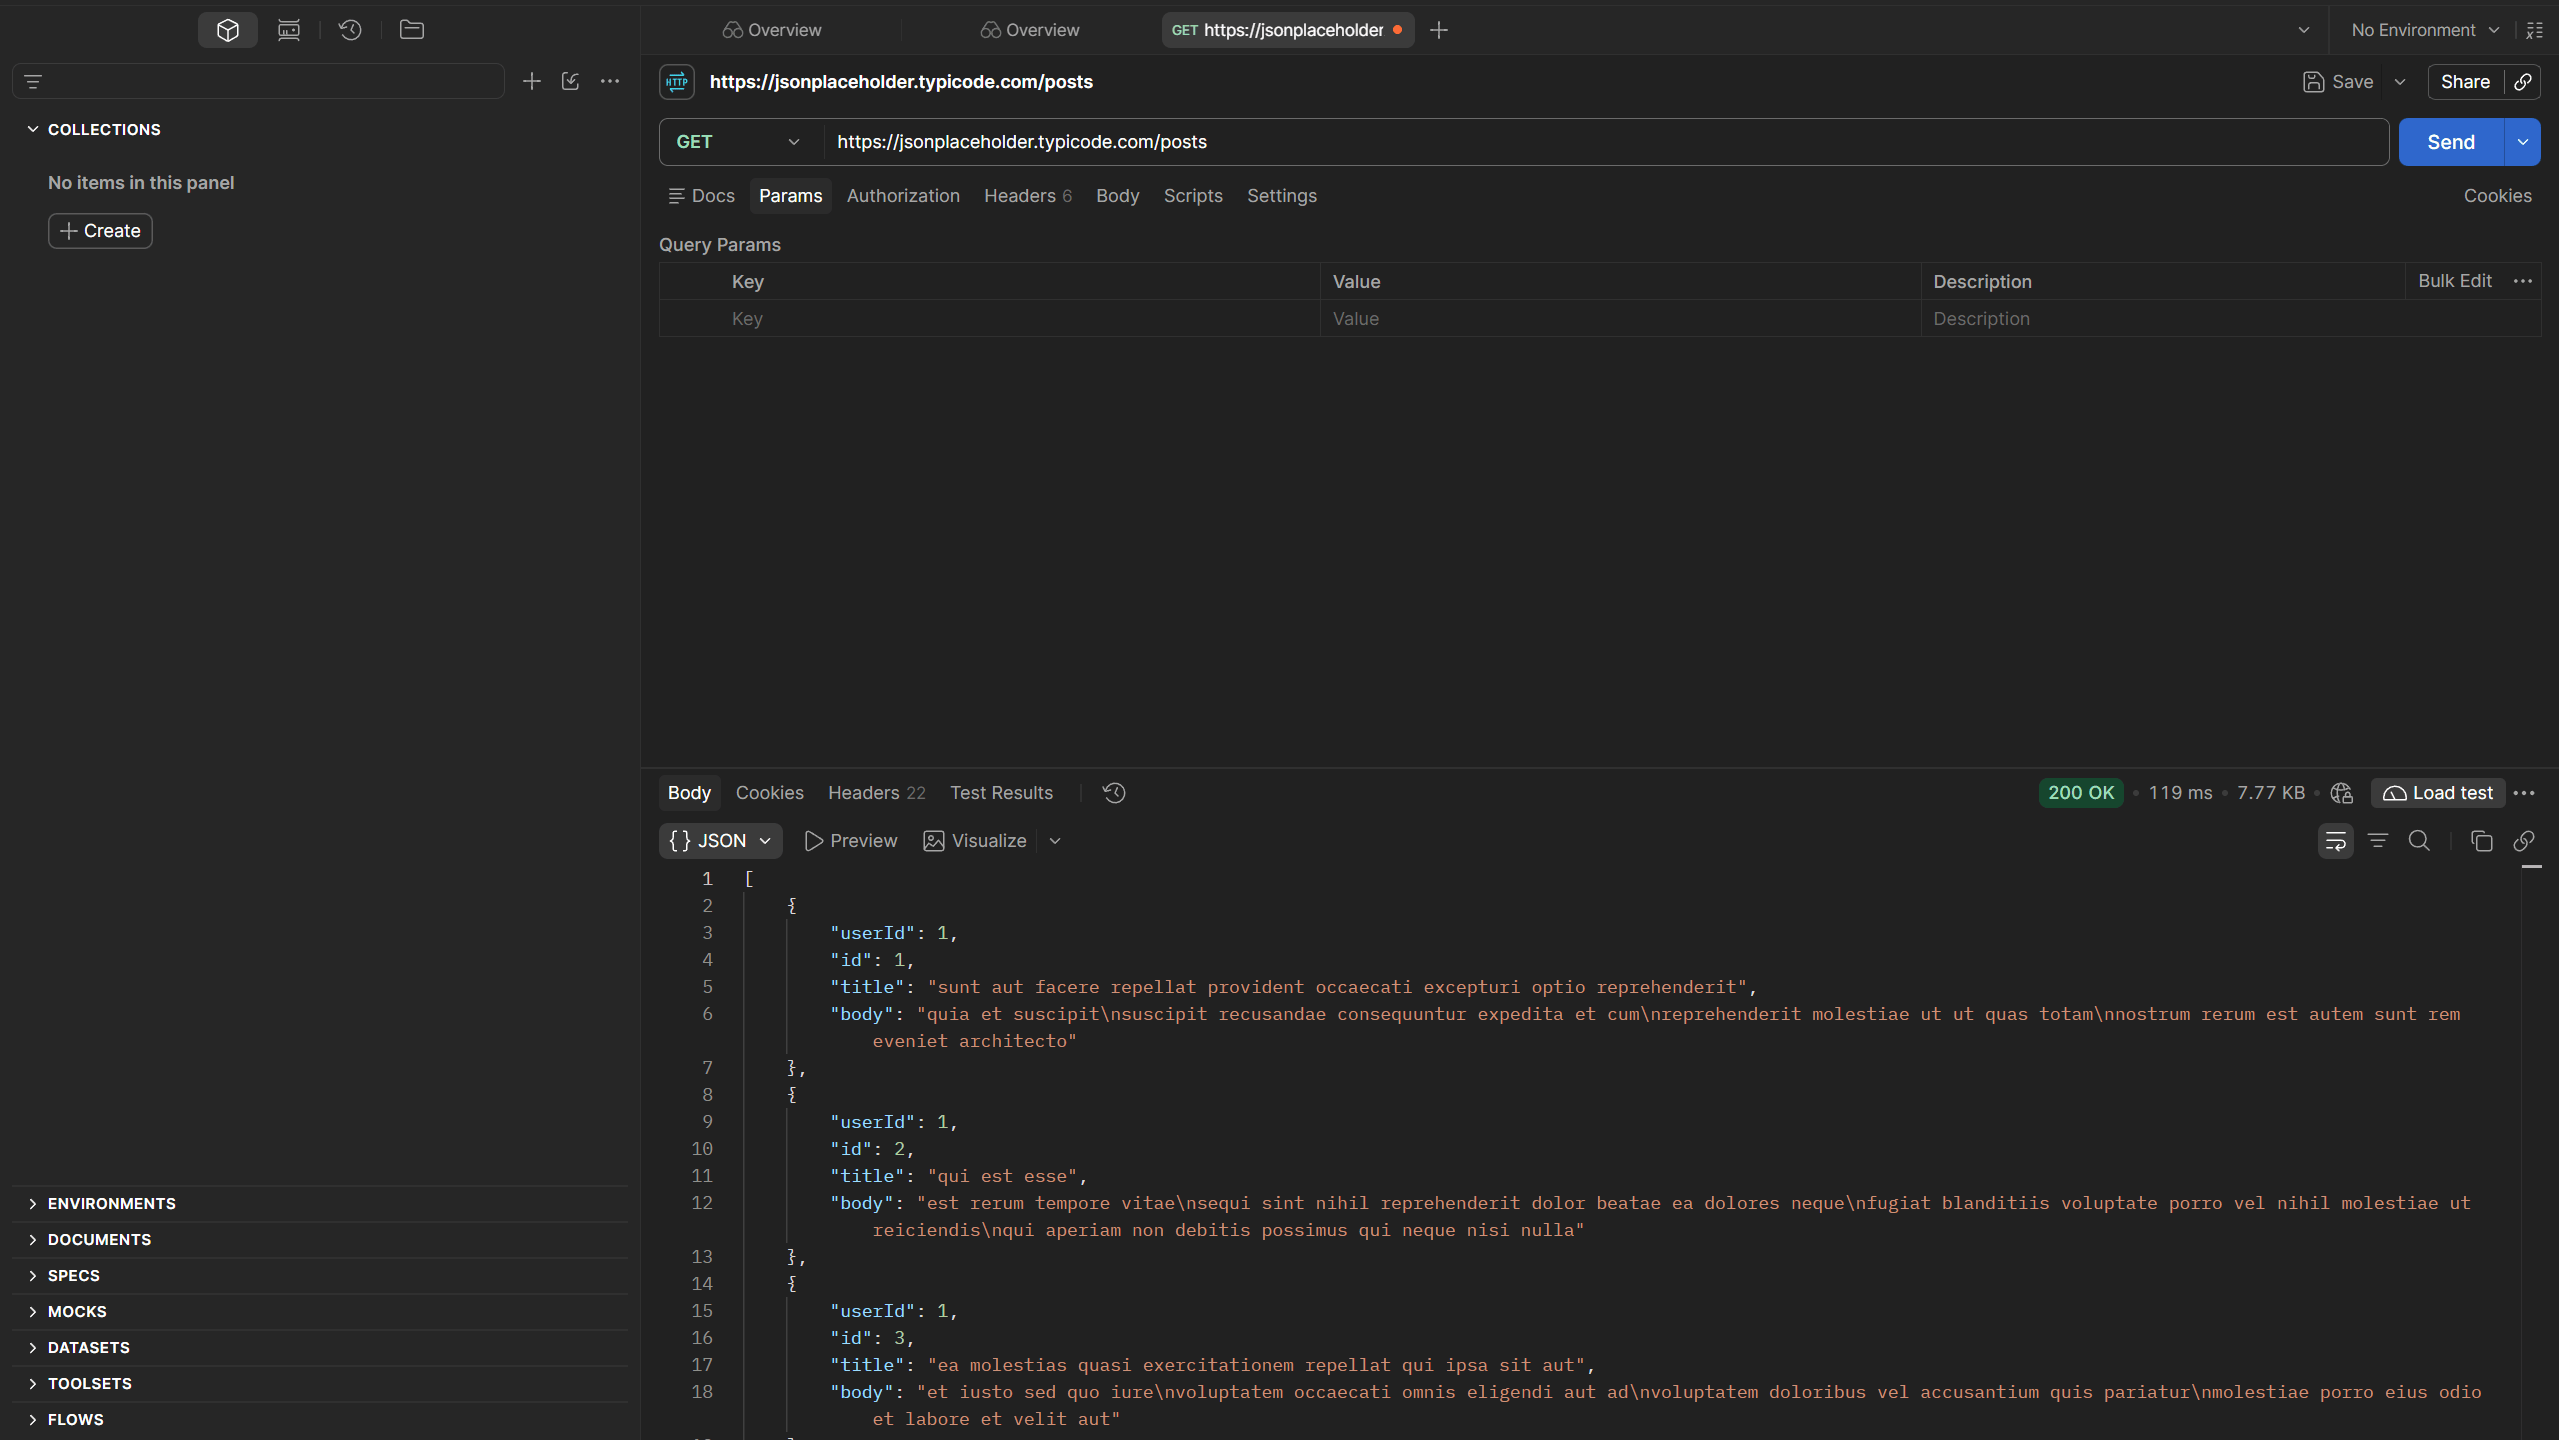 Overview
Overview
GET https://jsonplaceholder
No Environment
HTTP https://jsonplaceholder.typicode.com/posts
Save
Share
COLLECTIONS
No items in this panel
Create
GET https://jsonplaceholder.typicode.com/posts
Send
Docs Params Authorization Headers 6 Body Scripts Settings
Cookies
Query Params
Key Value Description Bulk Edit
Key Value Description
Body Cookies Headers 22 Test Results
200 OK • 119 ms • 7.77 KB •
Load test
{ } JSON Preview Visualize
1 [
2 {
3 "userId": 1,
4 "id": 1,
5 "title": "sunt aut facere repellat provident occaecati excepturi optio reprehenderit",
6 "body": "quia et suscipit\nsuscipit recusandae consequuntur expedita et cum\nreprehenderit molestiae ut ut quas totam\nnostrum rerum est autem sunt rem
eveniet architecto"
7 },
8 {
9 "userId": 1,
10 "id": 2,
11 "title": "qui est esse",
12 "body": "est rerum tempore vitae\nsequi sint nihil reprehenderit dolor beatae ea dolores neque\nfugiat blanditiis voluptate porro vel nihil molestiae ut
reiciendis\nqui aperiam non debitis possimus qui neque nisi nulla"
13 },
14 {
15 "userId": 1,
16 "id": 3,
17 "title": "ea molestias quasi exercitationem repellat qui ipsa sit aut",
18 "body": "et iusto sed quo iure\nvoluptatem occaecati omnis eligendi aut ad\nvoluptatem doloribus vel accusantium quis pariatur\nmolestiae porro eius odio
et labore et velit aut"
ENVIRONMENTS
DOCUMENTS
SPECS
MOCKS
DATASETS
TOOLSETS
FLOWS